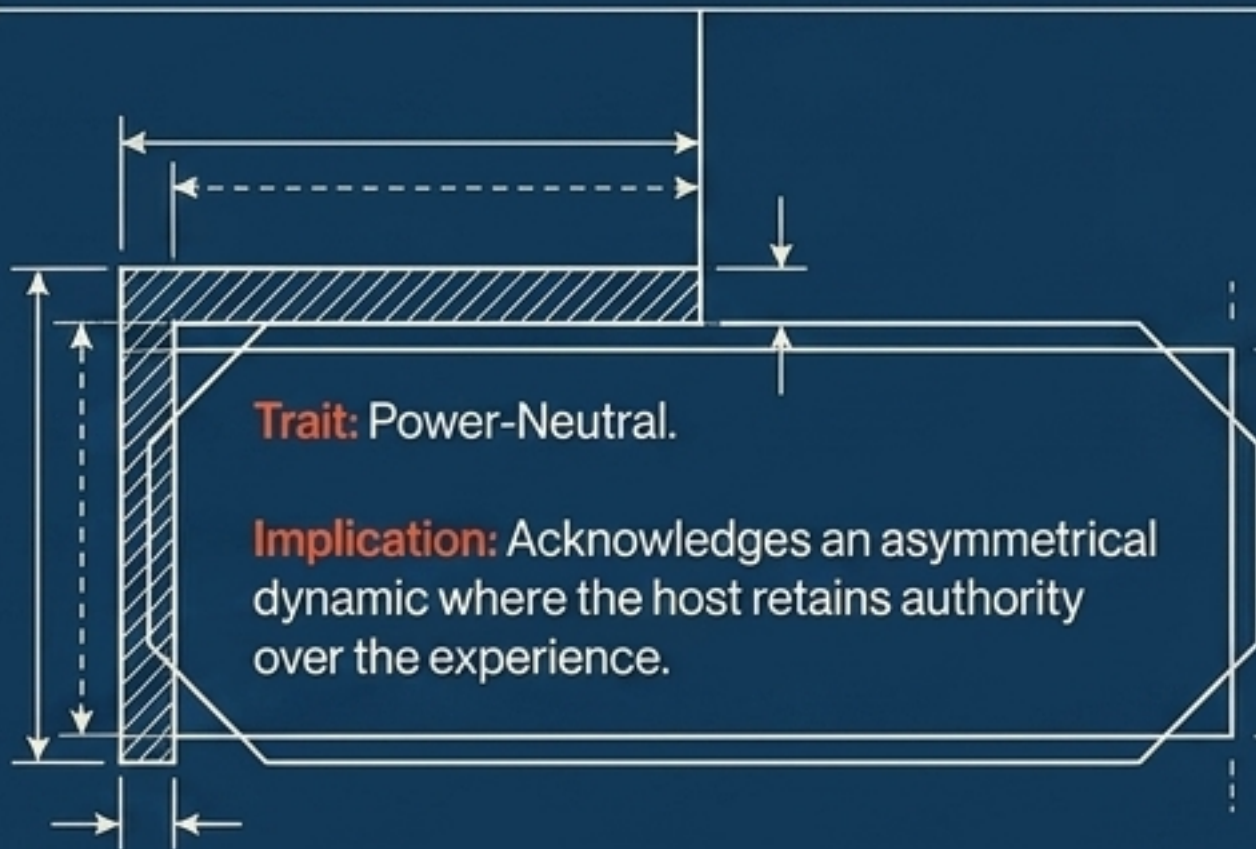 Trait: Power-Neutral.
Implication: Acknowledges an asymmetrical
dynamic where the host retains authority
over the experience.